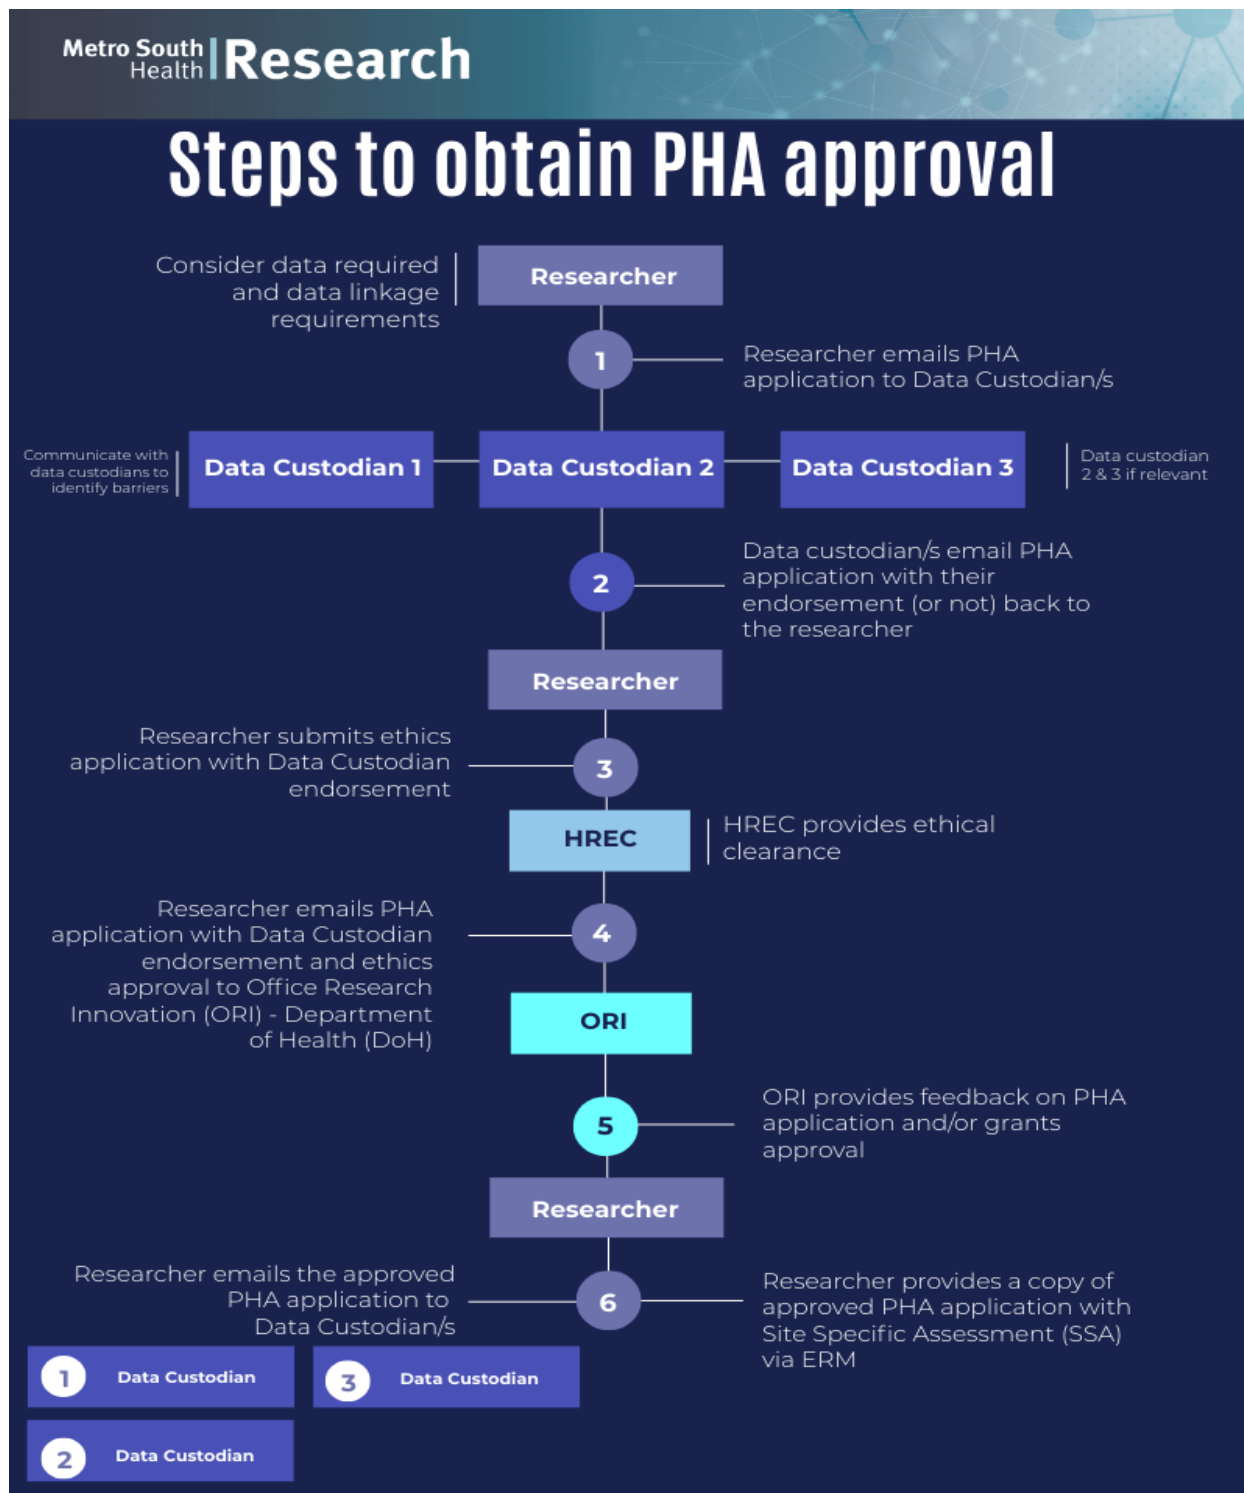 Metro South
Health
Research
Steps to obtain PHA approval
Consider data required
and data linkage
requirements
Researcher
1
Researcher emails PHA
application to Data Custodian/s
Communicate with
data custodians to
identify barriers
Data Custodian 1
Data Custodian 2
Data Custodian 3
Data custodian
2 & 3 if relevant
2
Data custodian/s email PHA
application with their
endorsement (or not) back to
the researcher
Researcher
Researcher submits ethics
application with Data Custodian
endorsement
3
HREC
HREC provides ethical
clearance
Researcher emails PHA
application with Data Custodian
endorsement and ethics
approval to Office Research
Innovation (ORI) - Department
of Health (DoH)
4
ORI
5
ORI provides feedback on PHA
application and/or grants
approval
Researcher
Researcher emails the approved
PHA application to
Data Custodian/s
6
Researcher provides a copy of
approved PHA application with
Site Specific Assessment (SSA)
via ERM
1 Data Custodian
3 Data Custodian
2 Data Custodian